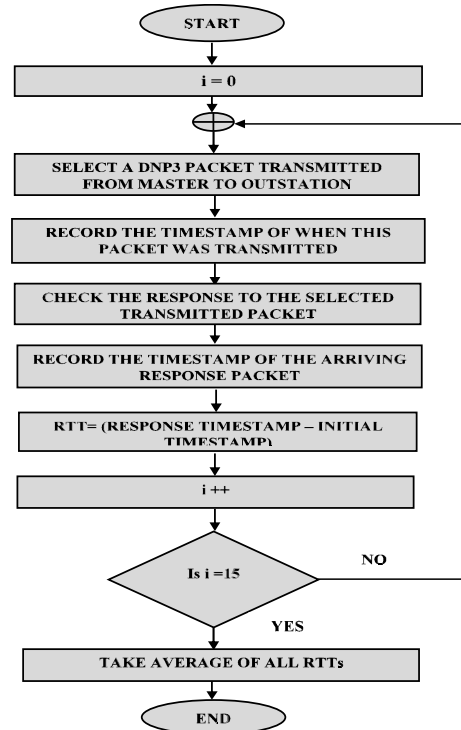 START
i = 0
SELECT A DNP3 PACKET TRANSMITTED
FROM MASTER TO OUTSTATION
RECORD THE TIMESTAMP OF WHEN THIS
PACKET WAS TRANSMITTED
CHECK THE RESPONSE TO THE SELECTED
TRANSMITTED PACKET.
RECORD THE TIMESTAMP OF THE ARRIVING
RESPONSE PACKET
RTT= (RESPONSE TIMESTAMP – INITIAL
TIMESTAMP)
i ++
Is i =15
NO
YES
TAKE AVERAGE OF ALL RTTs
END